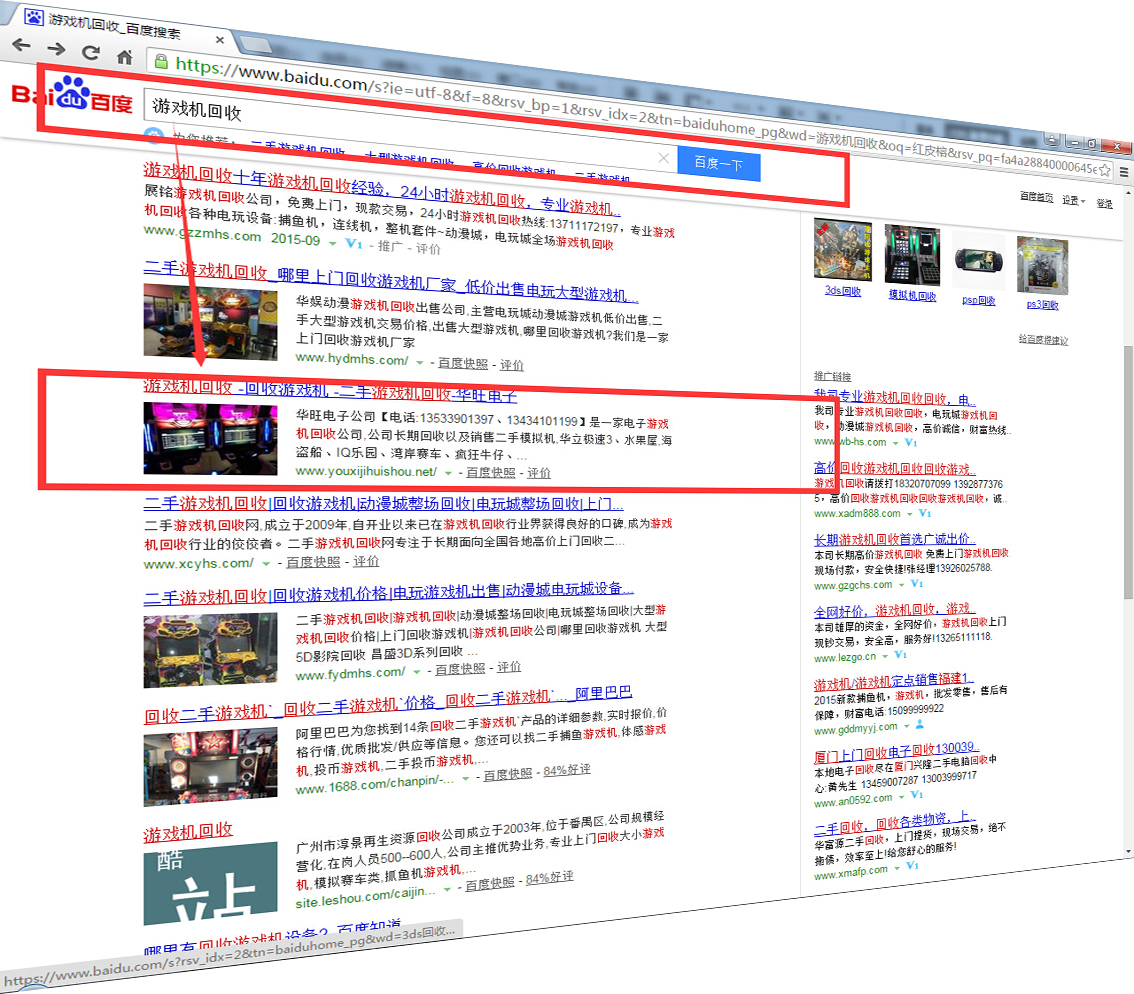 游戏机回收_百度搜索
https://www.baidu.com/s?ie=utf-8&f=8&rsv_bp=1&rsv_idx=2&tn=baiduhome_pg&wd=游戏机回收&oq=红皮槁&rsv_pq=fa4a28840000645e
Bai du 百度
游戏机回收
百度一下
百度首页 设置 登录
为您推荐: 二手游戏机回收 大型游戏机回收 高价回收游戏机 二手游戏机
游戏机回收十年游戏机回收经验，24小时游戏机回收，专业游戏机..
展铭游戏机回收公司，免费上门，现款交易，24小时游戏机回收热线:13711172197，专业游戏
机回收各种电玩设备:捕鱼机，连线机，整机套件~动漫城，电玩城全场游戏机回收
www.gzzmhs.com 2015-09 V1 - 推广 - 评价
二手游戏机回收_哪里上门回收游戏机厂家_低价出售电玩大型游戏机...
华娱动漫游戏机回收出售公司,主营电玩城动漫城游戏机低价出售,二
手大型游戏机交易价格,出售大型游戏机,哪里回收游戏机?我们是一家
上门回收游戏机厂家
www.hydmhs.com/ - 百度快照 - 评价
游戏机回收 -回收游戏机 -二手游戏机回收-华旺电子
华旺电子公司【电话:13533901397、13434101199】是一家电子游戏
机回收公司,公司长期回收以及销售二手模拟机,华立极速3、水果屋,海
盗船、IQ乐园、湾岸赛车、疯狂牛仔、...
www.youxijihuishou.net/ - 百度快照 - 评价
二手游戏机回收|回收游戏机|动漫城整场回收|电玩城整场回收|上门...
二手游戏机回收网,成立于2009年,自开业以来已在游戏机回收行业界获得良好的口碑,成为游戏
机回收行业的佼佼者。二手游戏机回收网专注于长期面向全国各地高价上门回收二...
www.xcyhs.com/ - 百度快照 - 评价
二手游戏机回收|回收游戏机价格|电玩游戏机出售|动漫城电玩城设备...
二手游戏机回收|游戏机回收|动漫城整场回收|电玩城整场回收|大型游
戏机回收价格|上门回收游戏机|游戏机回收公司|哪里回收游戏机 大型
5D影院回收 昌盛3D系列回收 ...
www.fydmhs.com/ - 百度快照 - 评价
回收二手游戏机`_回收二手游戏机`价格_回收二手游戏机`..._阿里巴巴
阿里巴巴为您找到14条回收二手游戏机`产品的详细参数,实时报价,价
格行情,优质批发/供应等信息。您还可以找二手捕鱼游戏机,体感游戏
机,投币游戏机,二手投币游戏机,...
www.1688.com/chanpin/-... - 百度快照 - 84%好评
游戏机回收
酷
站
广州市淳景再生资源回收公司成立于2003年,位于番禺区,公司规模经
营化,在岗人员500--600人,公司主推优势业务,专业上门回收大小游戏
机,模拟赛车类,抓鱼机游戏机,...
site.leshou.com/caijin... - 百度快照 - 84%好评
哪里有回收游戏机设备?_百度知道
https://www.baidu.com/s?rsv_idx=2&tn=baiduhome_pg&wd=3ds回收...
3ds回收 模拟机回收 psp回收 ps3回收
给百度提建议
推广链接
我司专业游戏机回收回收，电..
我司专业游戏机回收回收，电玩城游戏机回
收，动漫城游戏机回收，高价诚信，财富热线..
www.wb-hs.com V1
高价回收游戏机回收回收游戏..
游戏机回收请拨打18320707099 1392877376
5，高价回收游戏机回收回收游戏机回收，诚..
www.xadm888.com V1
长期游戏机回收首选广诚出价..
本司长期高价游戏机回收 免费上门游戏机回收
现场付款，安全快捷!张经理13926025788.
www.gzgchs.com V1
全网好价，游戏机回收，游戏..
本司雄厚的资金，全网好价，游戏机回收上门
现钞交易，安全高，服务好!13265111118.
www.lezgo.cn V1
游戏机/游戏机定点销售福建1..
2015新款捕鱼机，游戏机，批发零售，售后有
保障，财富电话:15099999922
www.gddmyyj.com
厦门上门回收电子回收130039..
本地电子回收尽在厦门兴隆二手电脑回收中
心:黄先生 13459007287 13003999717
www.an0592.com V1
二手回收，回收各类物资，上..
华富源二手回收，上门提货，现场交易，绝不
拖债，效率至上!给您舒心的服务!
www.xmafp.com V1